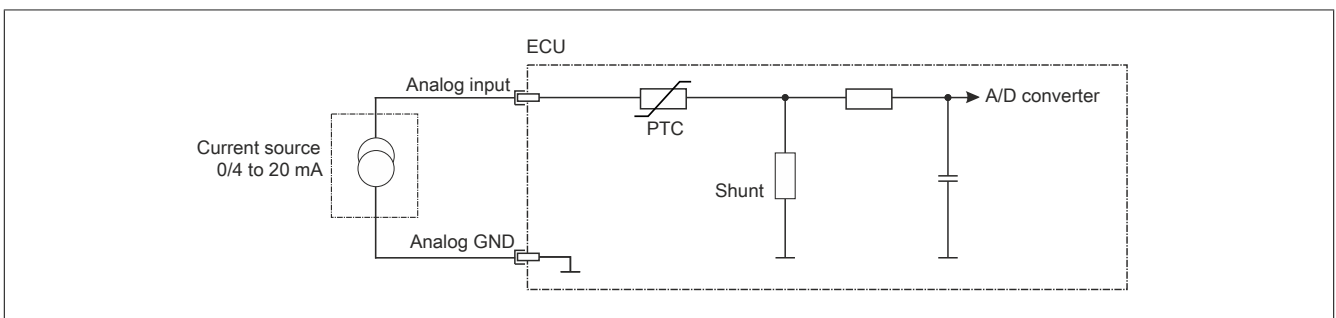 ECU
Analog input
A/D converter
PTC
Current source
0/4 to 20 mA
Shunt
Analog GND